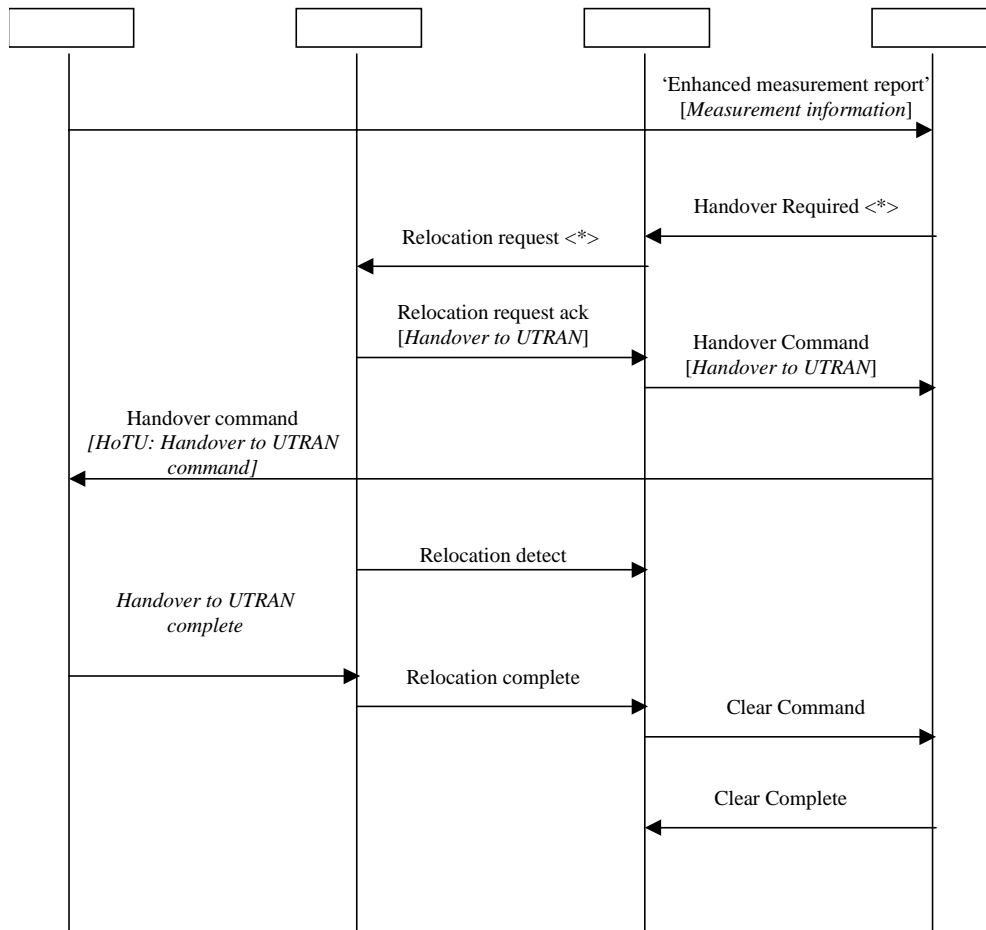 ‘Enhanced measurement report’
[Measurement information]
Handover Required <*>
Relocation request <*>
Relocation request ack
[Handover to UTRAN]
Handover Command
[Handover to UTRAN]
Handover command
[HoTU: Handover to UTRAN
command]
Relocation detect
Handover to UTRAN
complete
Relocation complete
Clear Command
Clear Complete